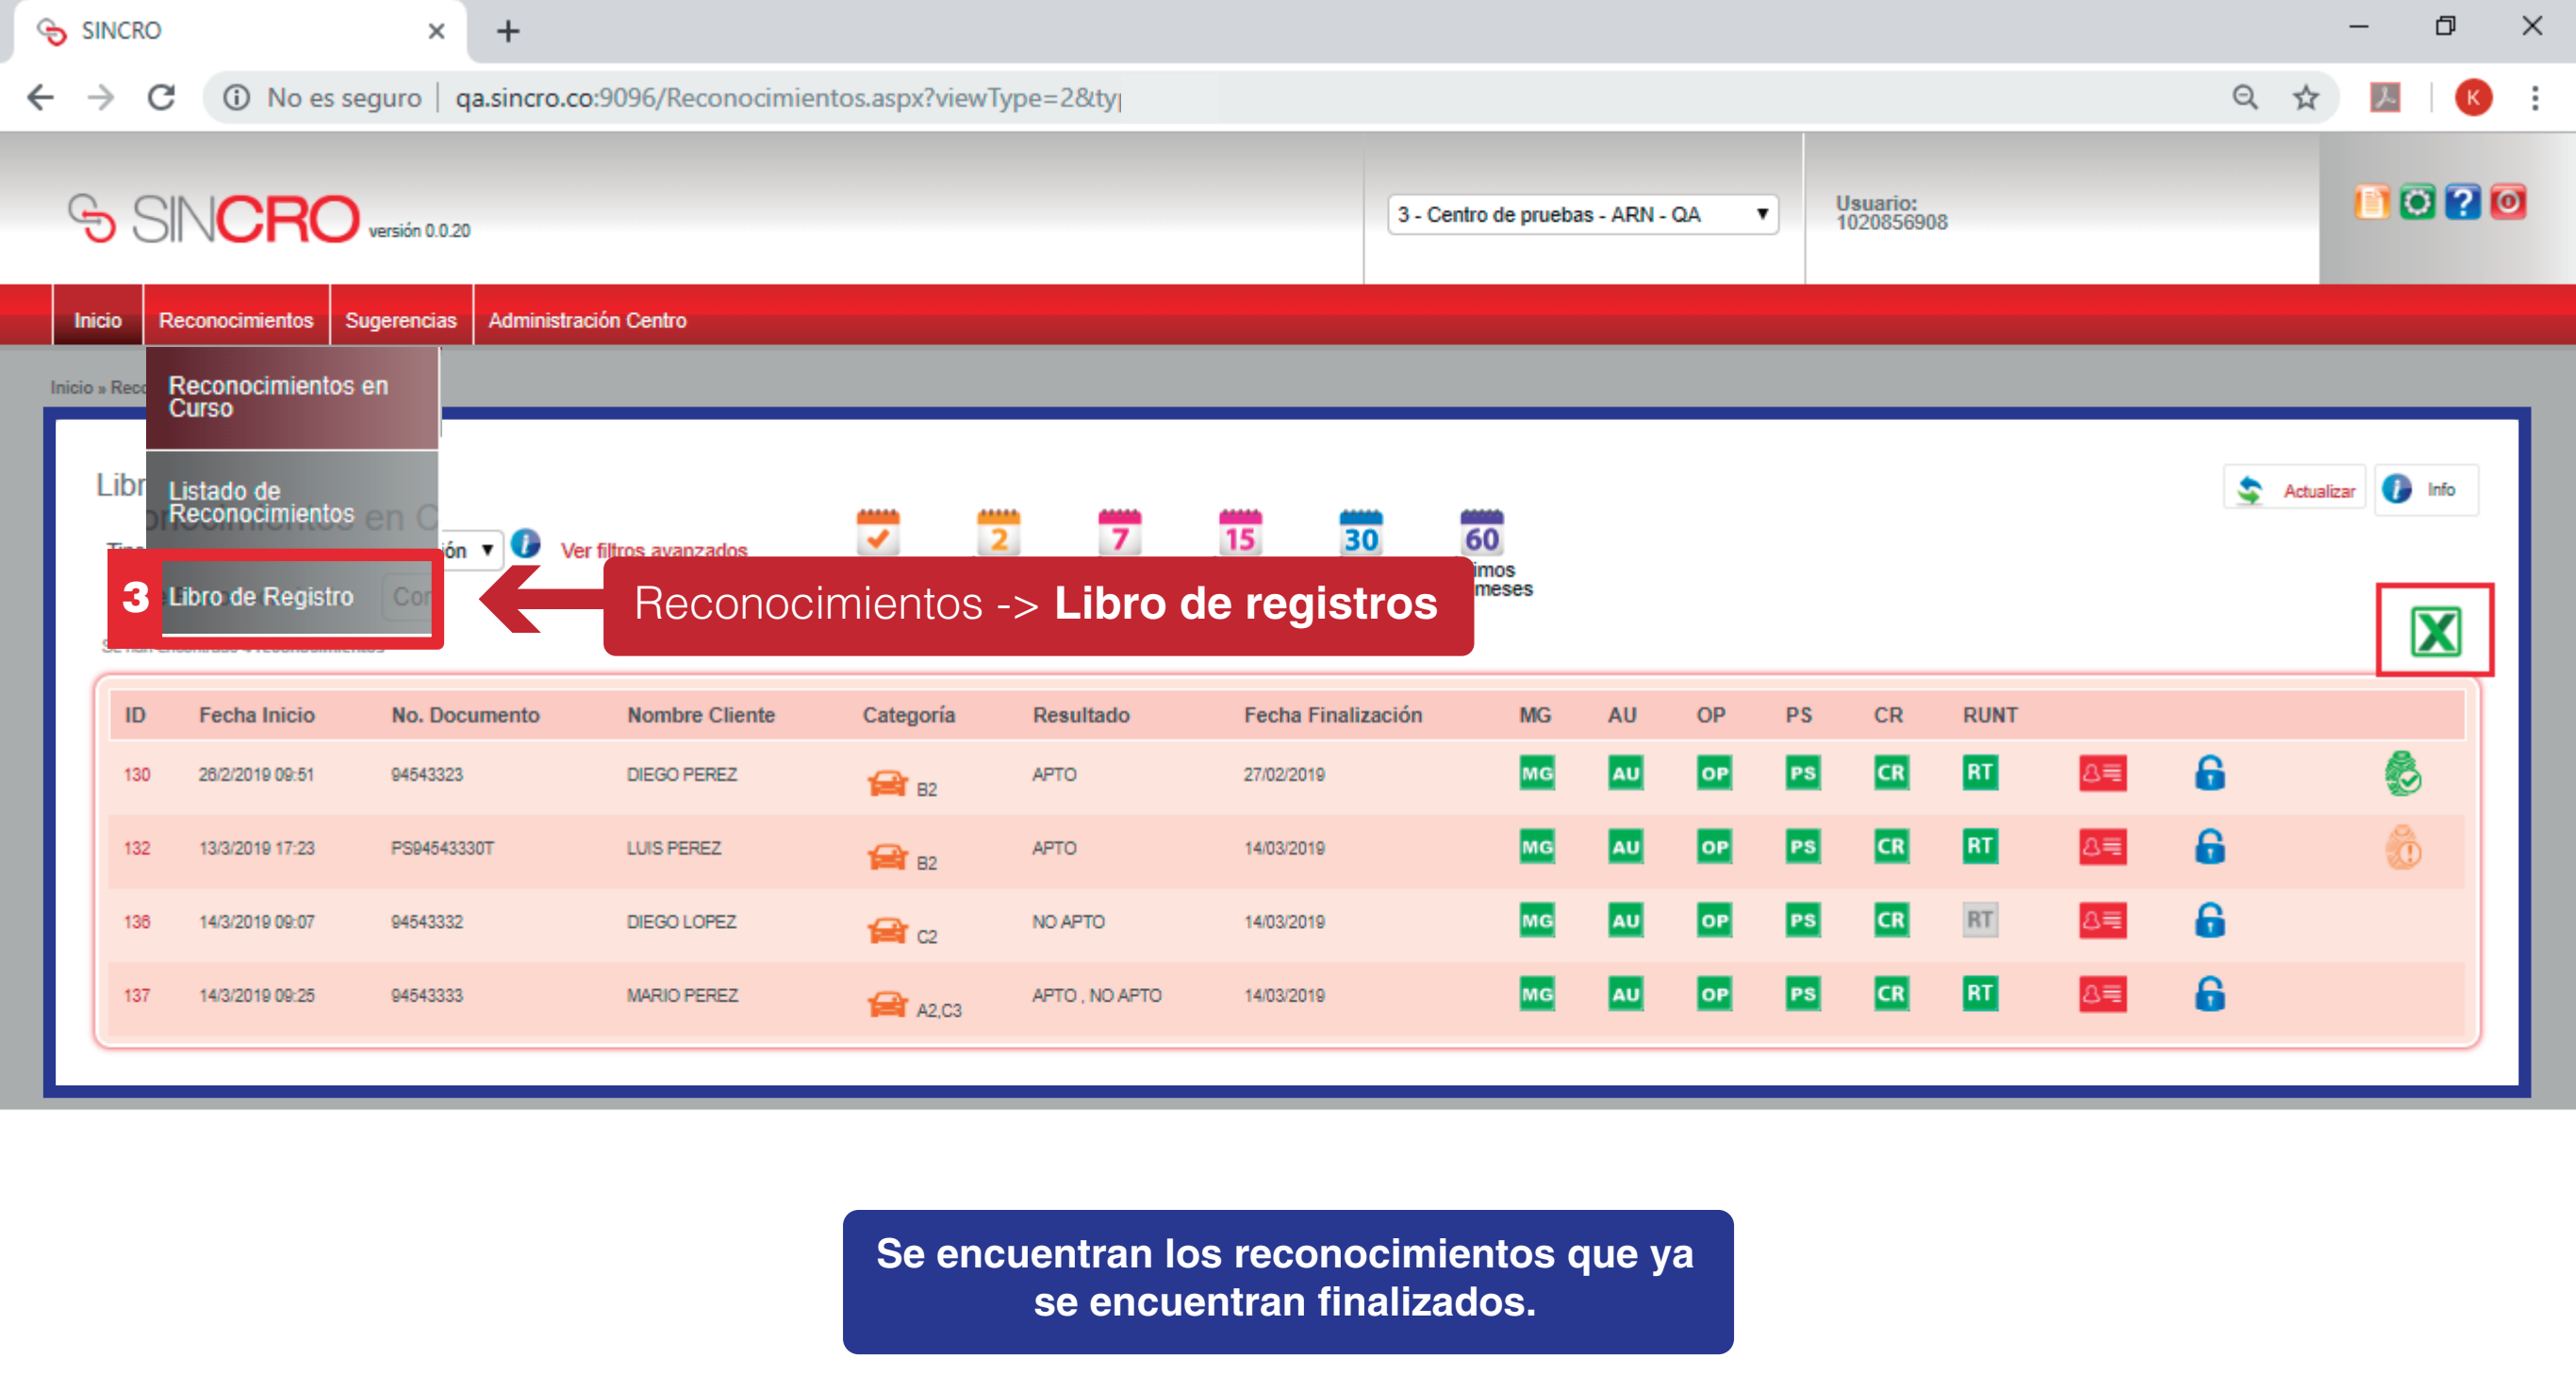 SINCRO
No es seguro | qa.sincro.co:9096/Reconocimientos.aspx?viewType=2&ty
K
SINCRO versión 0.0.20
3 - Centro de pruebas - ARN - QA
Usuario:
1020856908
Inicio Reconocimientos Sugerencias Administración Centro
Inicio » Reco
Reconocimientos en
Curso
Libr
Listado de
Reconocimientos
en C
Actualizar Info
ón
Ver filtros avanzados
2 7 15 30 60
imos
meses
3 Libro de Registro
Con
Reconocimientos -> Libro de registros
X
ID Fecha Inicio No. Documento Nombre Cliente Categoría Resultado Fecha Finalización MG AU OP PS CR RUNT
130 26/2/2019 09:51 94543323 DIEGO PEREZ B2 APTO 27/02/2019 MG AU OP PS CR RT
132 13/3/2019 17:23 PS94543330T LUIS PEREZ B2 APTO 14/03/2019 MG AU OP PS CR RT
136 14/3/2019 09:07 94543332 DIEGO LOPEZ C2 NO APTO 14/03/2019 MG AU OP PS CR RT
137 14/3/2019 09:25 94543333 MARIO PEREZ A2,C3 APTO , NO APTO 14/03/2019 MG AU OP PS CR RT
Se encuentran los reconocimientos que ya
se encuentran finalizados.